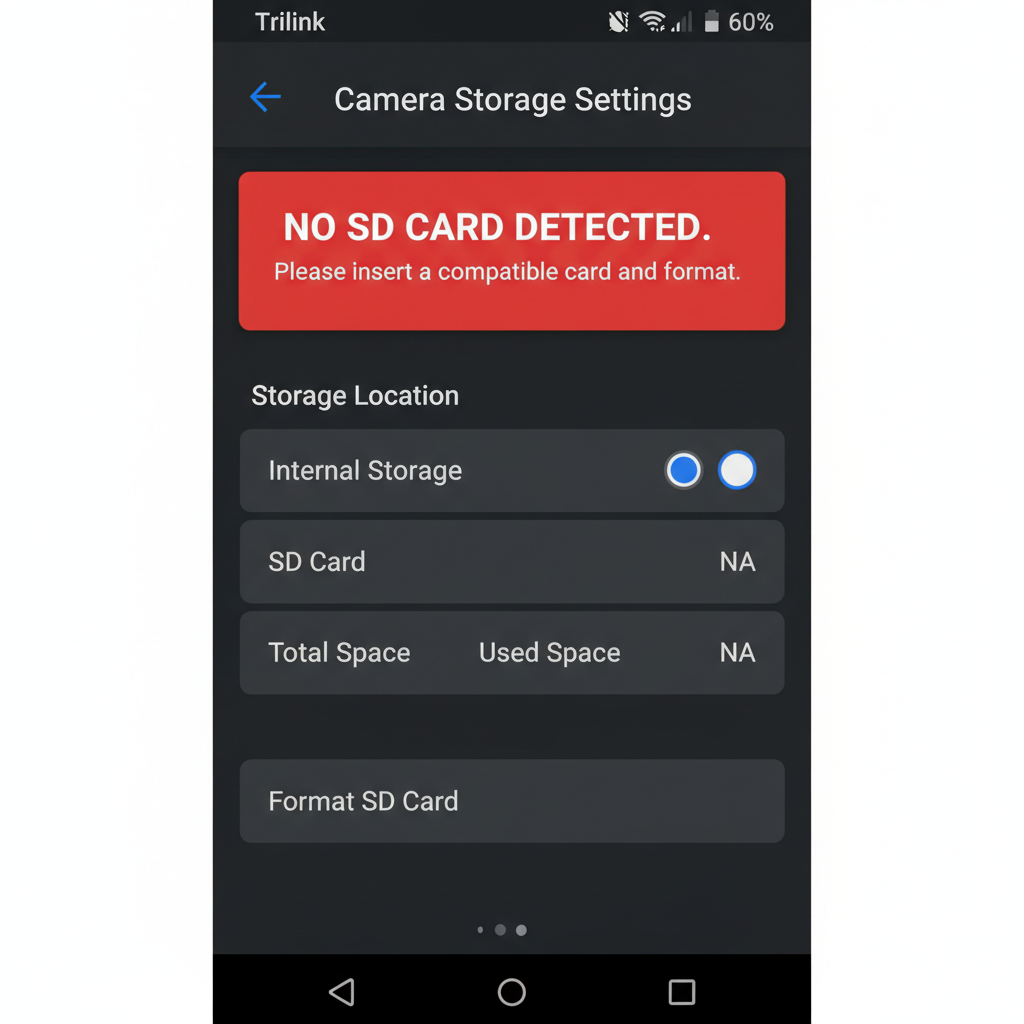 Trilink 60%
Camera Storage Settings
NO SD CARD DETECTED.
Please insert a compatible card and format.
Storage Location
Internal Storage
SD Card NA
Total Space Used Space NA
Format SD Card